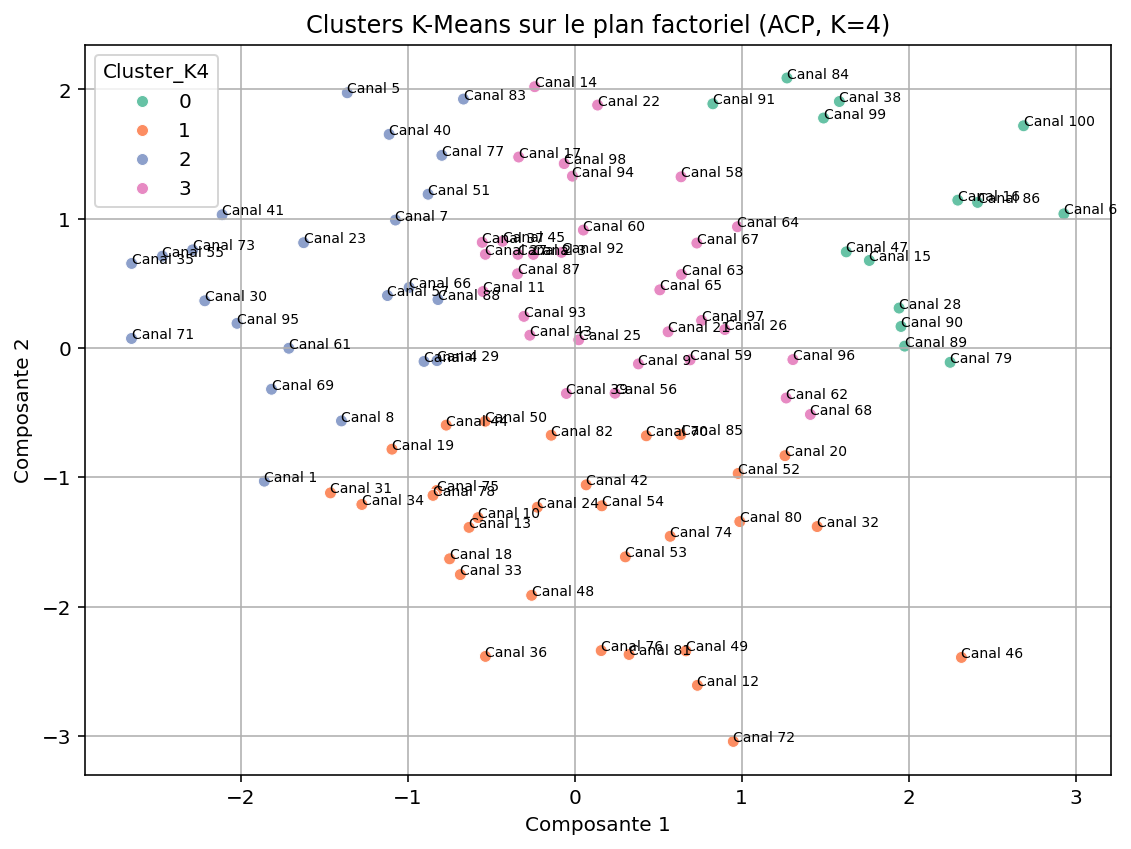 Clusters K-Means sur le plan factoriel (ACP, K=4)
Cluster_K4
0
1
2
3
Canal 84
Canal 14
Canal 5
Canal 83
Canal 38
Canal 22
Canal 91
Canal 99
Canal 100
Canal 40
Canal 77
Canal 17
Canal 98
Canal 94
Canal 58
Canal 51
Canal 16
Canal 86
Canal 41
Canal 6
Canal 7
Canal 64
Canal 60
Canal 23
Canal 37
Canal 45
Canal 67
Canal 73
Canal 55
Canal 92
Canal 47
Canal 15
Canal 35
Canal 87
Canal 63
Canal 66
Canal 57
Canal 88
Canal 11
Canal 65
Canal 30
Canal 28
Canal 95
Canal 93
Canal 97
Canal 21
Canal 26
Canal 90
Canal 71
Canal 43
Canal 25
Canal 61
Canal 89
Canal 4
Canal 29
Canal 9
Canal 59
Canal 96
Canal 79
Canal 69
Canal 39
Canal 56
Canal 62
Canal 68
Canal 8
Canal 44
Canal 50
Canal 82
Canal 70
Canal 85
Canal 19
Canal 20
Canal 52
Canal 1
Canal 31
Canal 75
Canal 78
Canal 42
Canal 34
Canal 24
Canal 54
Canal 10
Canal 13
Canal 80
Canal 32
Canal 74
Canal 18
Canal 53
Canal 33
Canal 48
Canal 36
Canal 76
Canal 81
Canal 49
Canal 46
Canal 12
Canal 72
2
1
0
−1
−2
−3
Composante 2
−2
−1
0
1
2
3
Composante 1